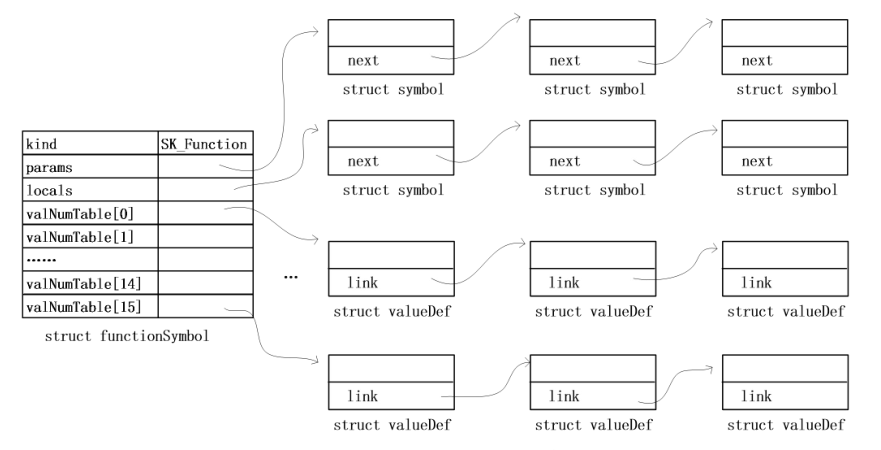 next next next
struct symbol struct symbol struct symbol
kind SK_Function
params
locals
valNumTable[0]
valNumTable[1]
……
valNumTable[14]
valNumTable[15]
struct functionSymbol
next next next
struct symbol struct symbol struct symbol
...
link link link
struct valueDef struct valueDef struct valueDef
link link link
struct valueDef struct valueDef struct valueDef